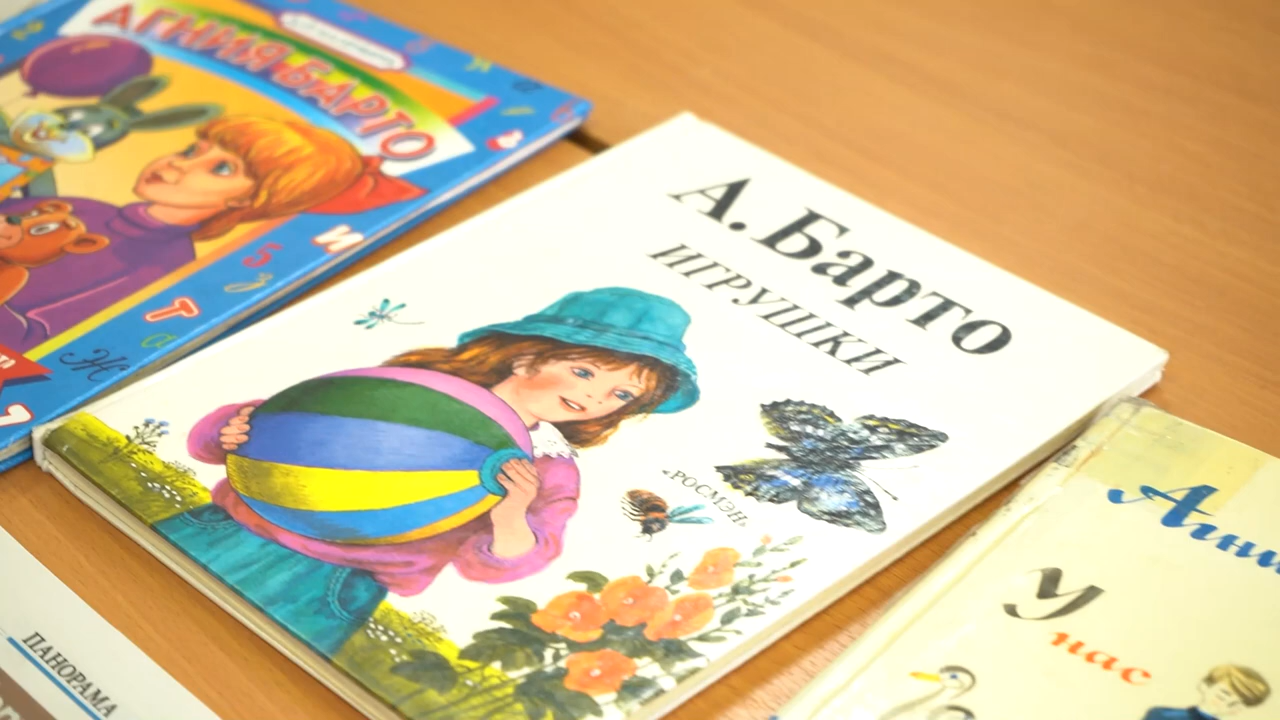 АГНИЯ БАРТО
А. Барто
ИГРУШКИ
«РОСМЭН»
У
нас
ПАНОРАМА